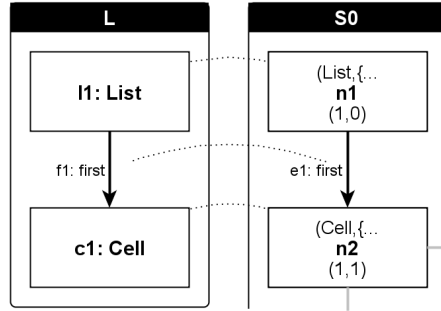 L
S0
l1: List
(List,{...
n1
(1,0)
f1: first
e1: first
c1: Cell
(Cell,{...
n2
(1,1)